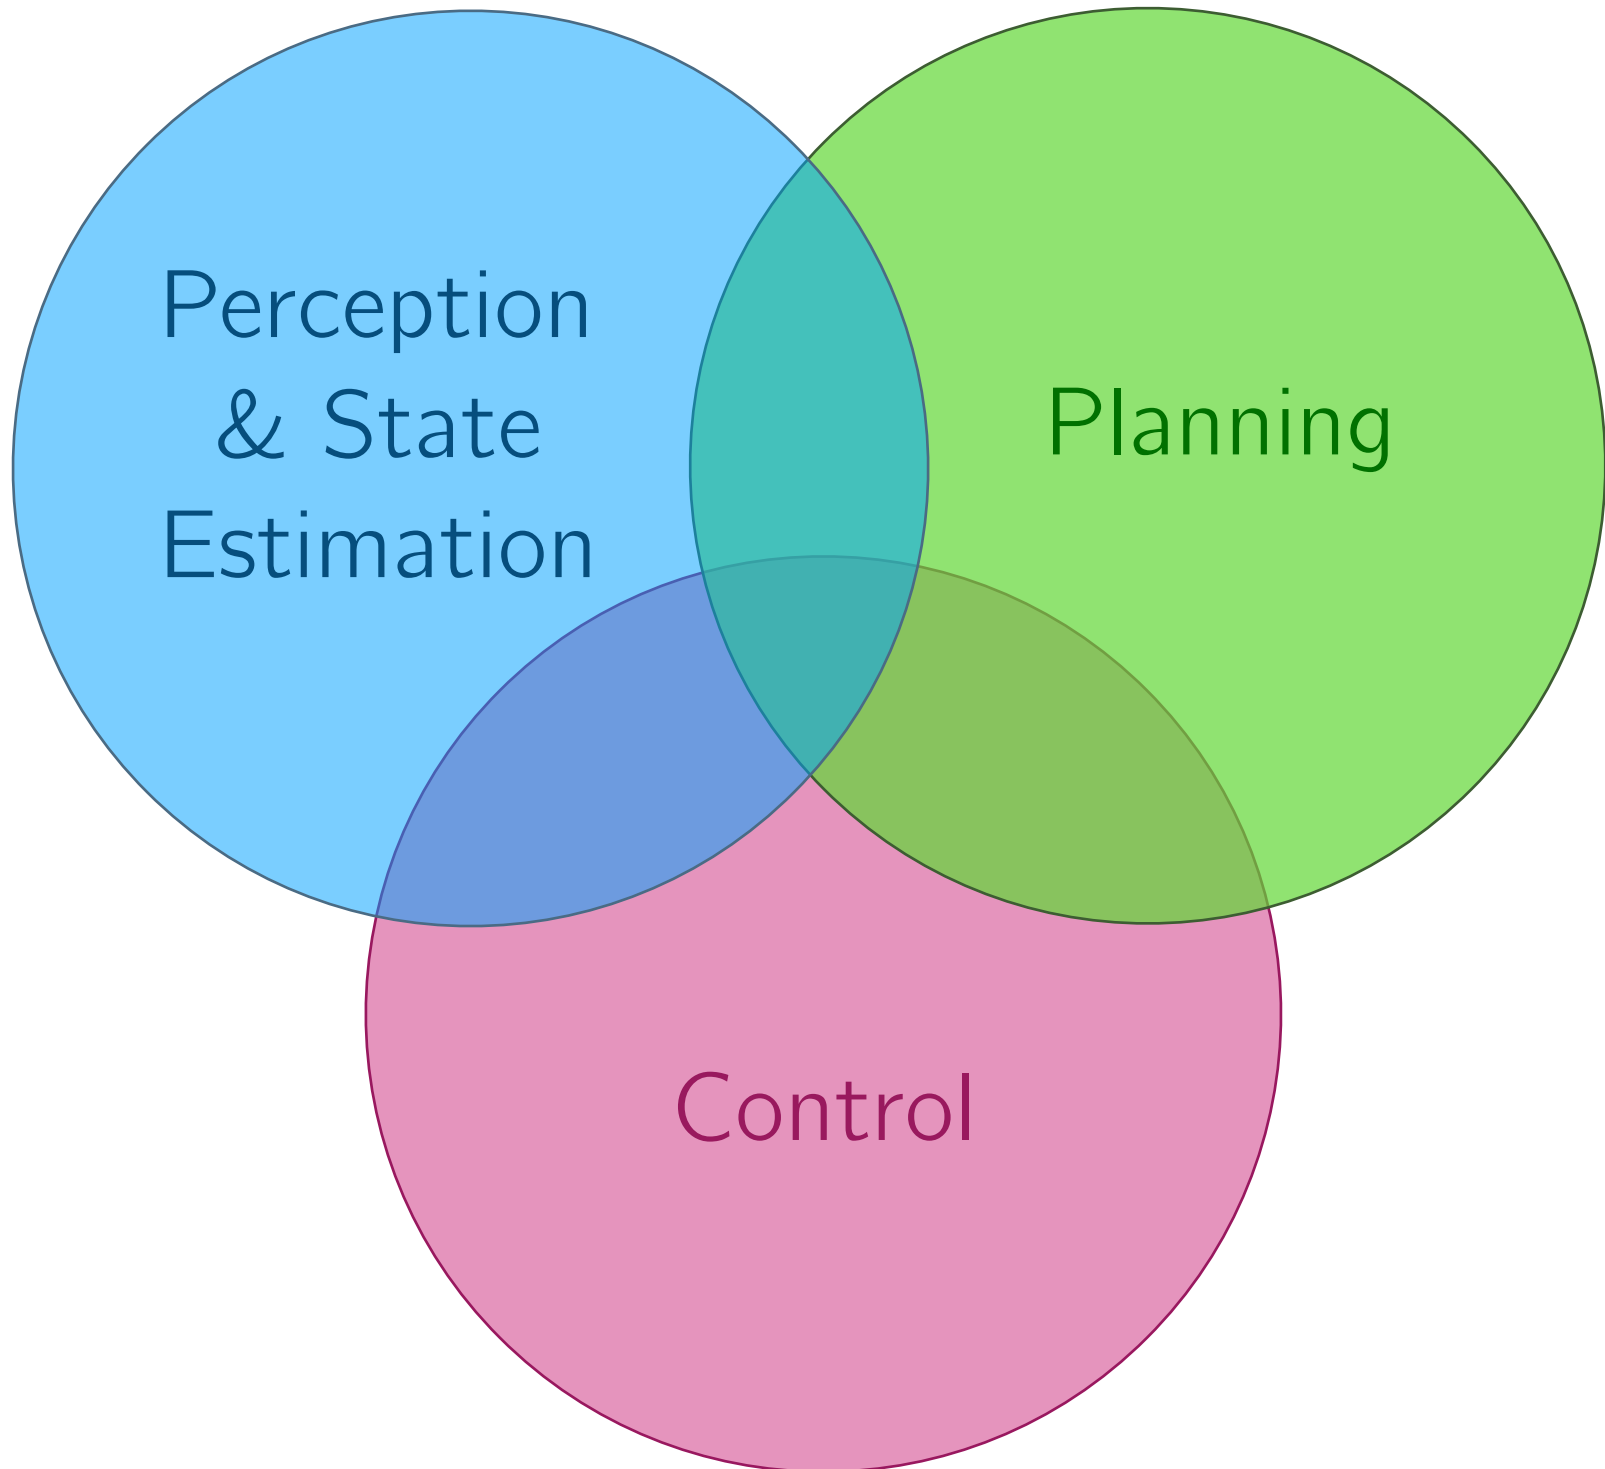 Perception
& State
Estimation
Planning
Control